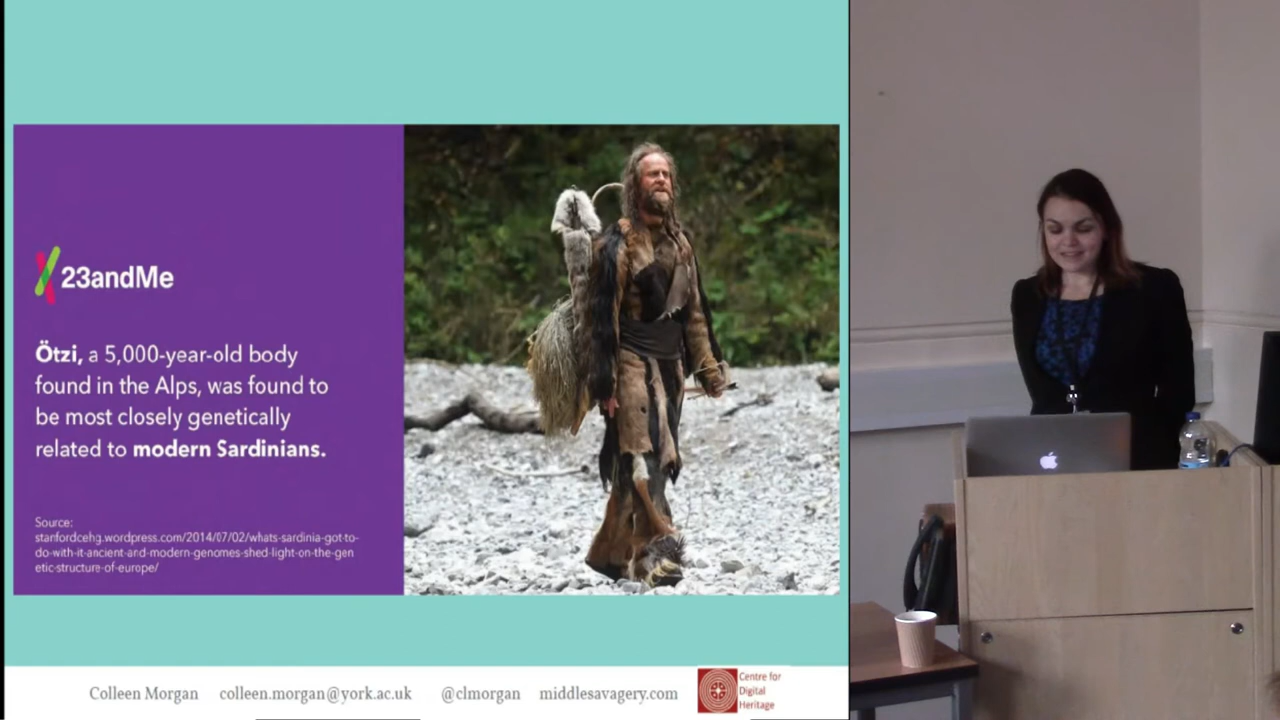 23andMe
Ötzi, a 5,000-year-old body
found in the Alps, was found to
be most closely genetically
related to modern Sardinians.
Source:
stanfordcehg.wordpress.com/2014/07/02/whats-sardinia-got-to-
do-with-it-ancient-and-modern-genomes-shed-light-on-the-gen
etic-structure-of-europe/
Colleen Morgan colleen.morgan@york.ac.uk @clmorgan middlesavagery.com
Centre for
Digital
Heritage